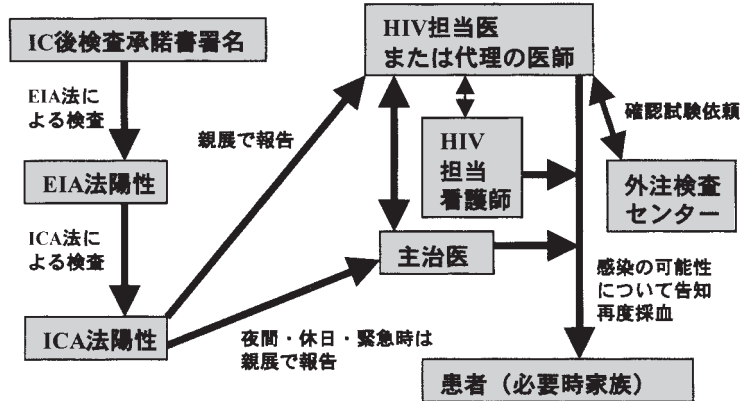 IC後検査承諾書署名
EIA法に
よる検査
EIA法陽性
ICA法に
よる検査
ICA法陽性
親展で報告
夜間・休日・緊急時は
親展で報告
HIV担当医
または代理の医師
HIV
担当
看護師
主治医
確認試験依頼
外注検査
センター
感染の可能性
について告知
再度採血
患者（必要時家族）